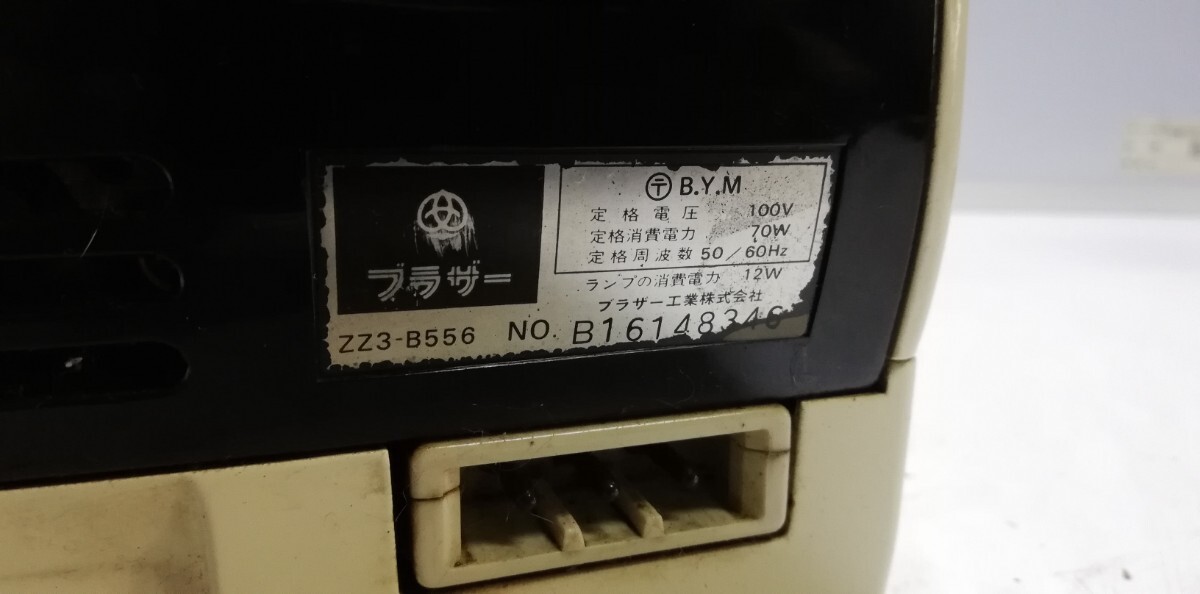 ブラザー
〶 B.Y.M
定格電圧 100V
定格消費電力 70W
定格周波数 50/60Hz
ランプの消費電力 12W
ブラザー工業株式会社
ZZ3-B556 NO. B16148346